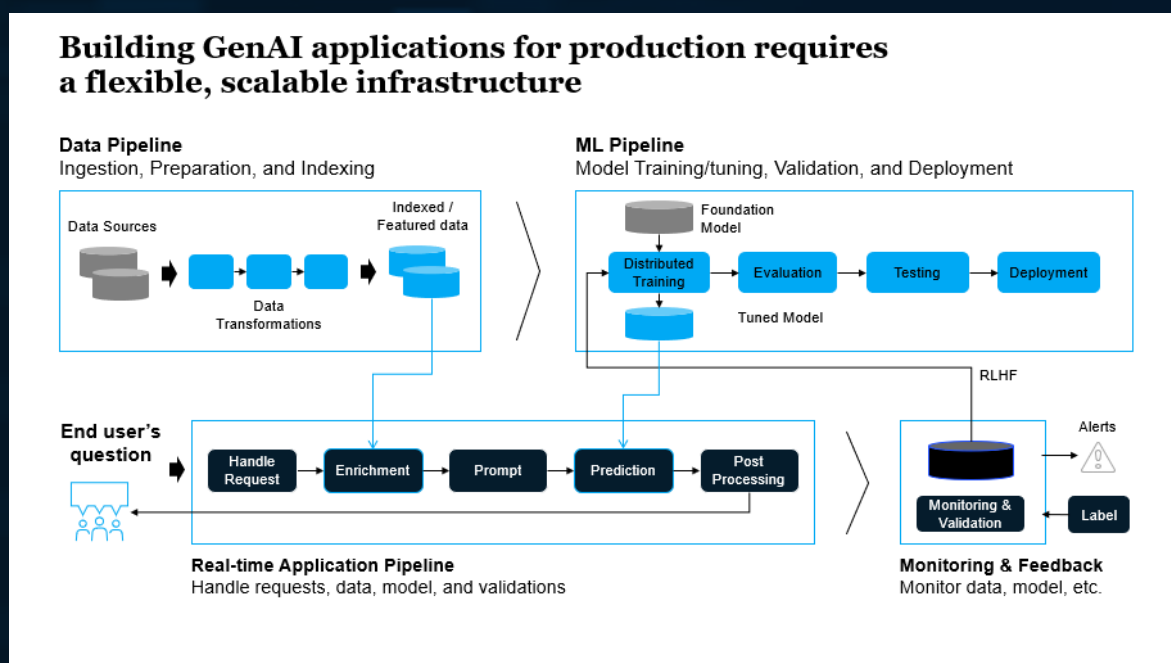 Building GenAI applications for production requires
a flexible, scalable infrastructure
Data Pipeline
Ingestion, Preparation, and Indexing
Data Sources
Data
Transformations
Indexed /
Featured data
ML Pipeline
Model Training/tuning, Validation, and Deployment
Foundation
Model
Distributed
Training
Evaluation
Testing
Deployment
Tuned Model
RLHF
End user's
question
Handle
Request
Enrichment
Prompt
Prediction
Post
Processing
Real-time Application Pipeline
Handle requests, data, model, and validations
Alerts
Monitoring &
Validation
Label
Monitoring & Feedback
Monitor data, model, etc.